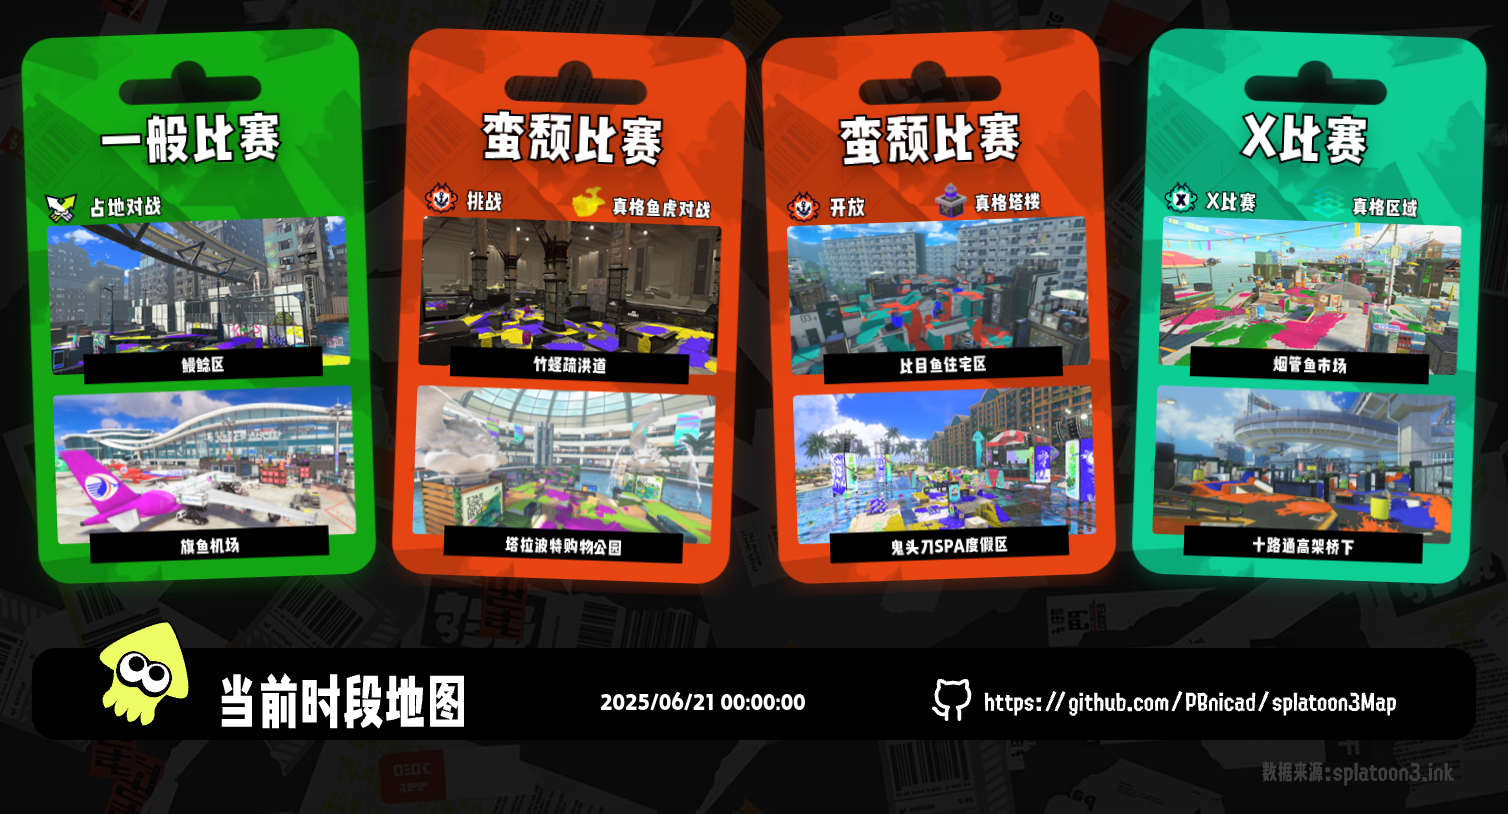 一般比赛
占地对战
鳗鲶区
旗鱼机场
蛮颓比赛
挑战
真格鱼虎对战
竹蛏疏洪道
塔拉波特购物公园
蛮颓比赛
开放
真格塔楼
比目鱼住宅区
鬼头刀SPA度假区
X比赛
X比赛
真格区域
烟管鱼市场
十路通高架桥下
当前时段地图
2025/06/21 00:00:00
https://github.com/PBnicad/splatoon3Map
数据来源:splatoon3.ink